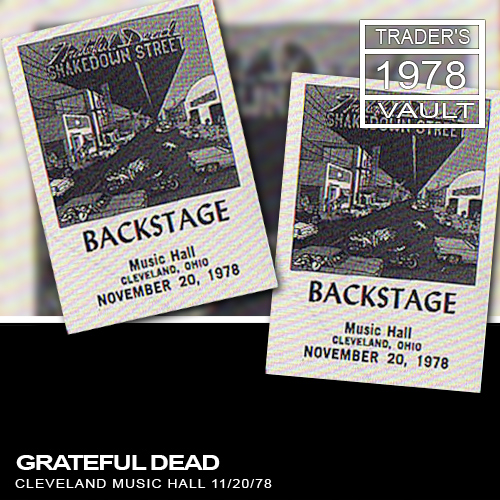 Grateful Dead
SHAKEDOWN STREET
BACKSTAGE
Music Hall
CLEVELAND, OHIO
NOVEMBER 20, 1978
TRADER'S
1978
VAULT
SHAKEDOWN STREET
BACKSTAGE
Music Hall
CLEVELAND, OHIO
NOVEMBER 20, 1978
GRATEFUL DEAD
CLEVELAND MUSIC HALL 11/20/78